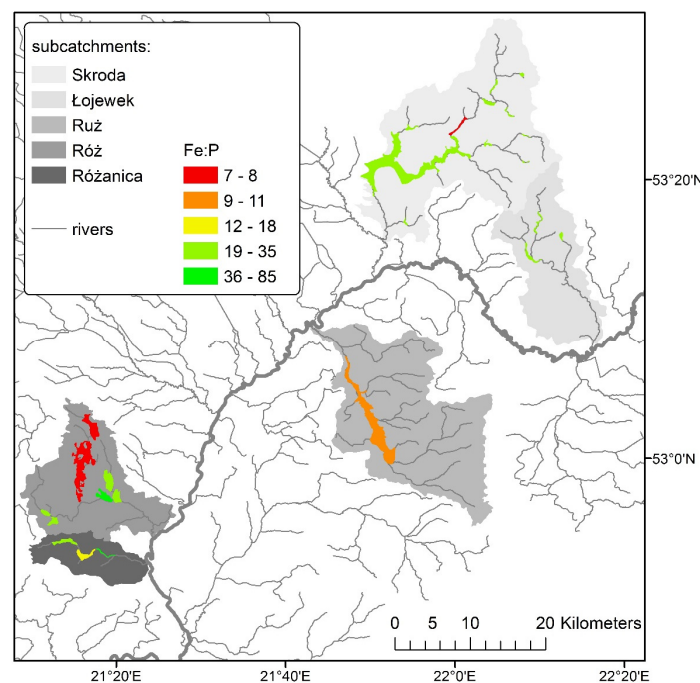 subcatchments:
Skroda
Łojewek
Ruż
Róż
Różanica
rivers
Fe:P
7 - 8
9 - 11
12 - 18
19 - 35
36 - 85
53°20'N
53°0'N
0 5 10 20 Kilometers
21°20'E 21°40'E 22°0'E 22°20'E